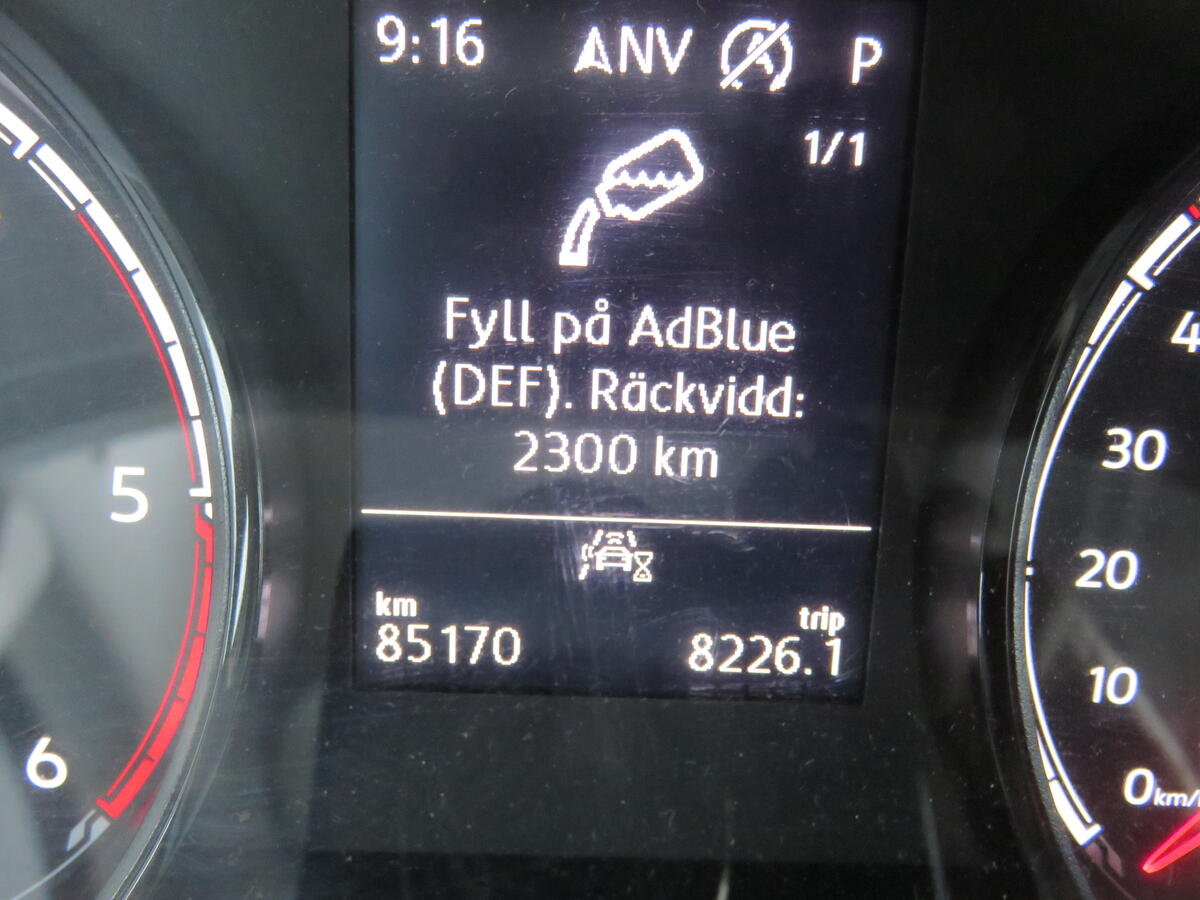 9:16 ANV P
1/1
Fyll på AdBlue
(DEF). Räckvidd:
2300 km
km trip
85170 8226.1
5
6
30
20
10
0 km/